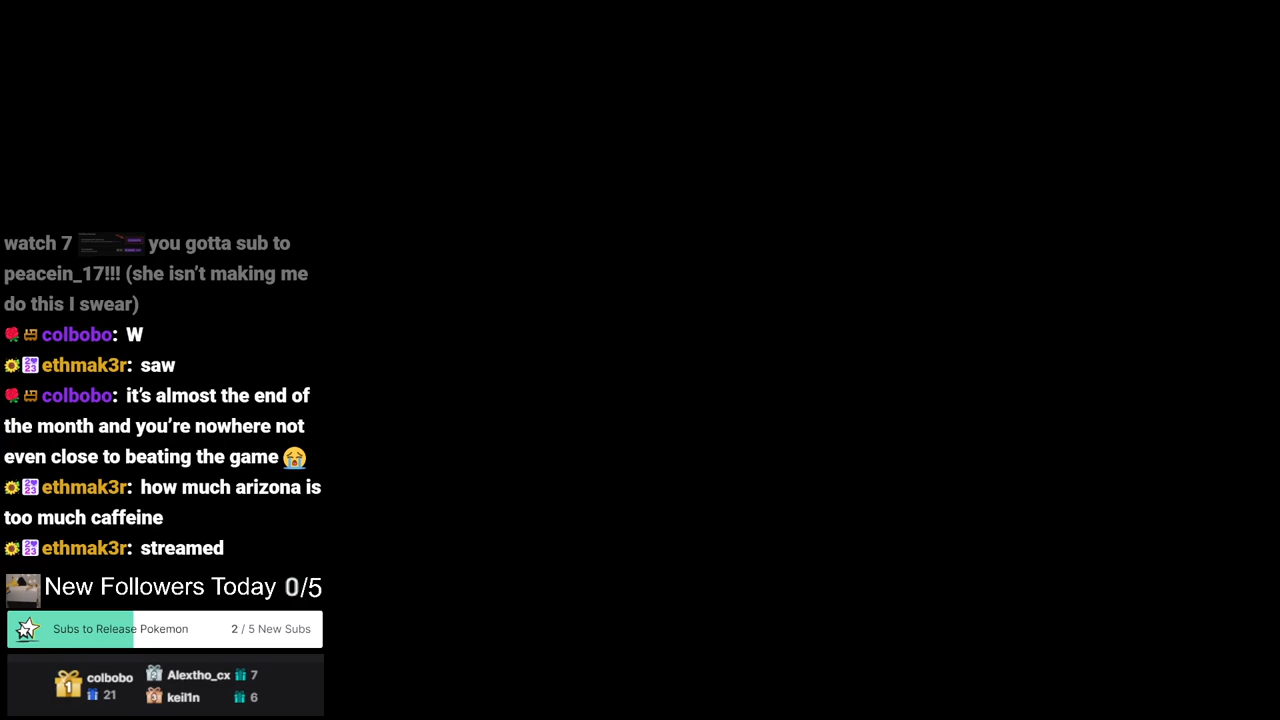 watch 7 you gotta sub to
peacein_17!!! (she isn't making me
do this I swear)
colbobo: W
ethmak3r: saw
colbobo: it's almost the end of
the month and you're nowhere not
even close to beating the game 😭
ethmak3r: how much arizona is
too much caffeine
ethmak3r: streamed
New Followers Today 0/5
Subs to Release Pokemon 2 / 5 New Subs
1 colbobo 21
2 Alextho_cx 7
3 keil1n 6